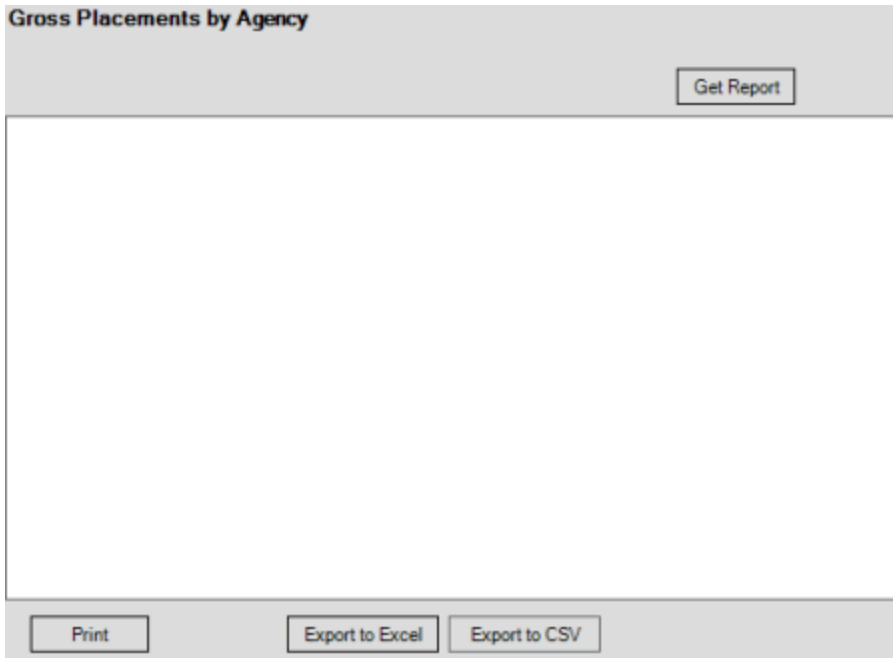 Gross Placements by Agency
Get Report
Print Export to Excel Export to CSV